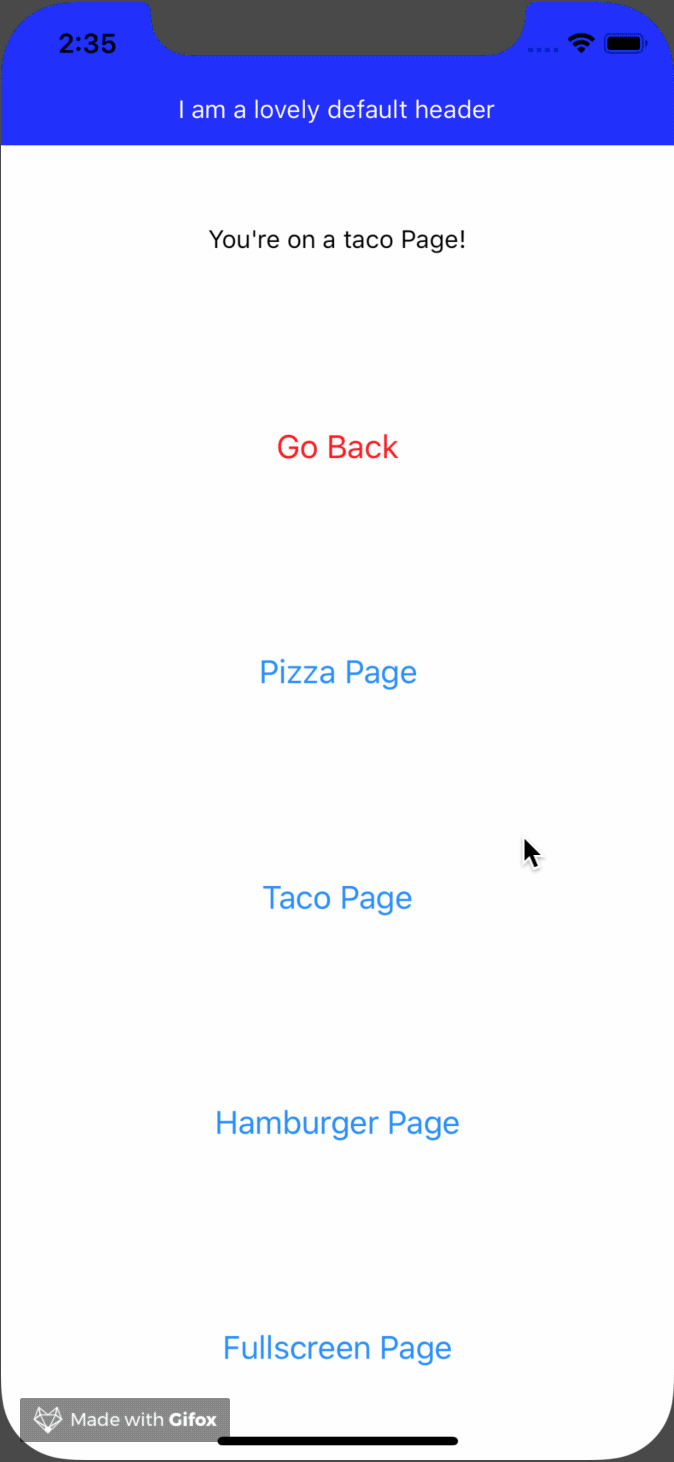 2:35
I am a lovely default header
You're on a taco Page!
Go Back
Pizza Page
Taco Page
Hamburger Page
Fullscreen Page
Made with Gifox